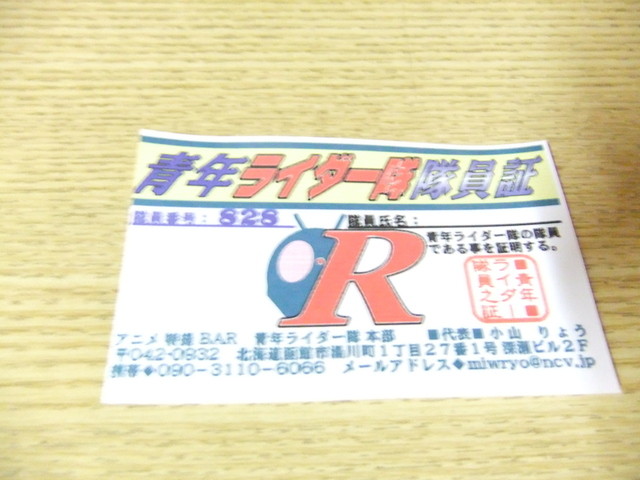 青年ライダー隊隊員証
隊員番号：828
隊員氏名：
青年ライダー隊の隊員
である事を証明する。
R
■青年■
ライダー
隊員之証
アニメ 特撮 BAR 青年ライダー隊 本部 ■代表■ 小山 りょう
〒042-0932 北海道函館市湯川町1丁目27番1号 深瀬ビル2F
携帯◆090-3110-6066 メールアドレス◆miwryo@ncv.jp